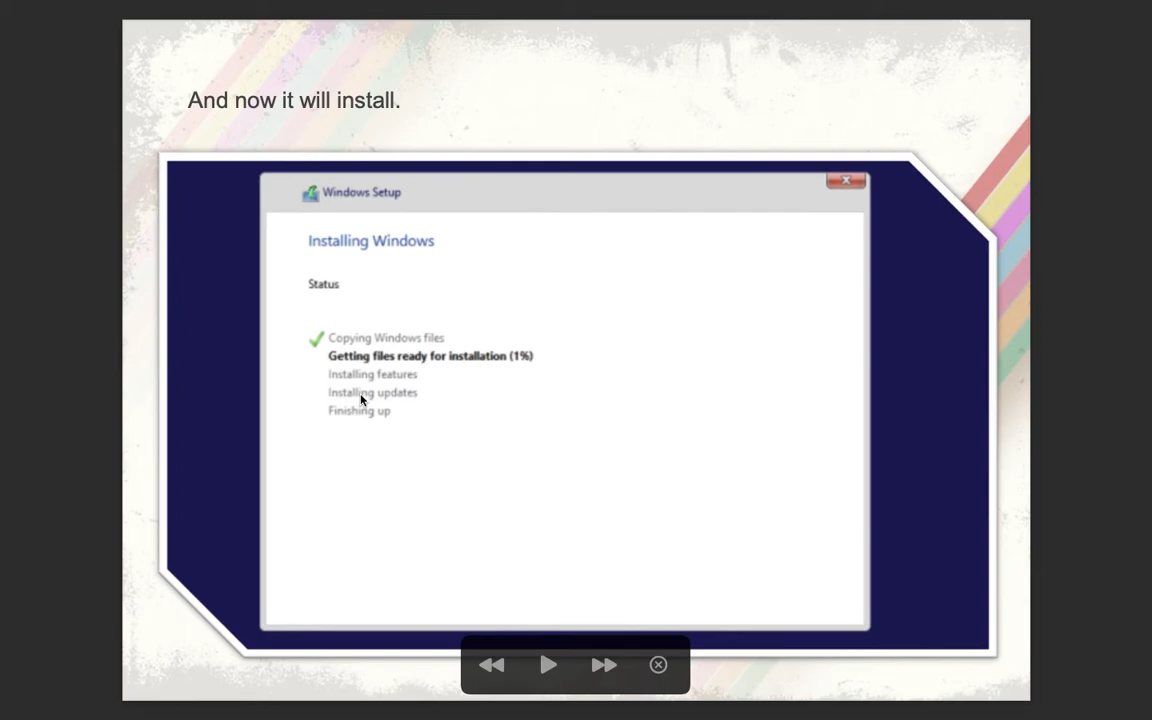 And now it will install.
Windows Setup
Installing Windows
Status
Copying Windows files
Getting files ready for installation (1%)
Installing features
Installing updates
Finishing up